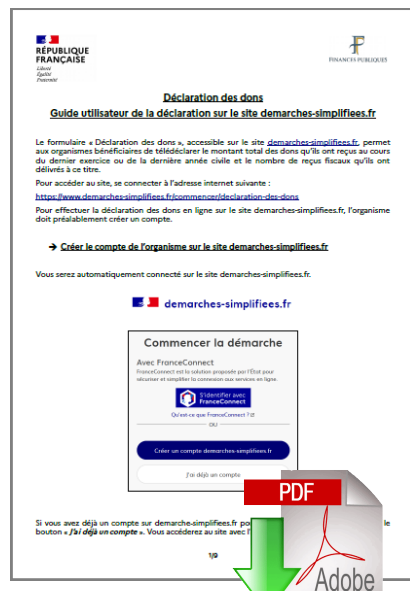 RÉPUBLIQUE
FRANÇAISE
Liberté
Égalité
Fraternité
FINANCES PUBLIQUES
Déclaration des dons
Guide utilisateur de la déclaration sur le site demarches-simplifiees.fr
Le formulaire « Déclaration des dons », accessible sur le site demarches-simplifiees.fr, permet
aux organismes bénéficiaires de télédéclarer le montant total des dons qu'ils ont reçus au cours
du dernier exercice ou de la dernière année civile et le nombre de reçus fiscaux qu'ils ont
délivrés à ce titre.
Pour accéder au site, se connecter à l'adresse internet suivante :
https://www.demarches-simplifiees.fr/commencer/declaration-des-dons
Pour effectuer la déclaration des dons en ligne sur le site demarches-simplifiees.fr, l'organisme
doit préalablement créer un compte.
→ Créer le compte de l'organisme sur le site demarches-simplifiees.fr
Vous serez automatiquement connecté sur le site demarches-simplifiees.fr.
demarches-simplifiees.fr
Commencer la démarche
Avec FranceConnect
FranceConnect est la solution proposée par l'État pour
sécuriser et simplifier la connexion aux services en ligne.
S'identifier avec
FranceConnect
Qu'est-ce que FranceConnect ?
OU
Créer un compte demarches-simplifiees.fr
J'ai déjà un compte
Si vous avez déjà un compte sur demarche-simplifiees.fr le
bouton « J'ai déjà un compte ». Vous accéderez au site avec
1/9
PDF
Adobe